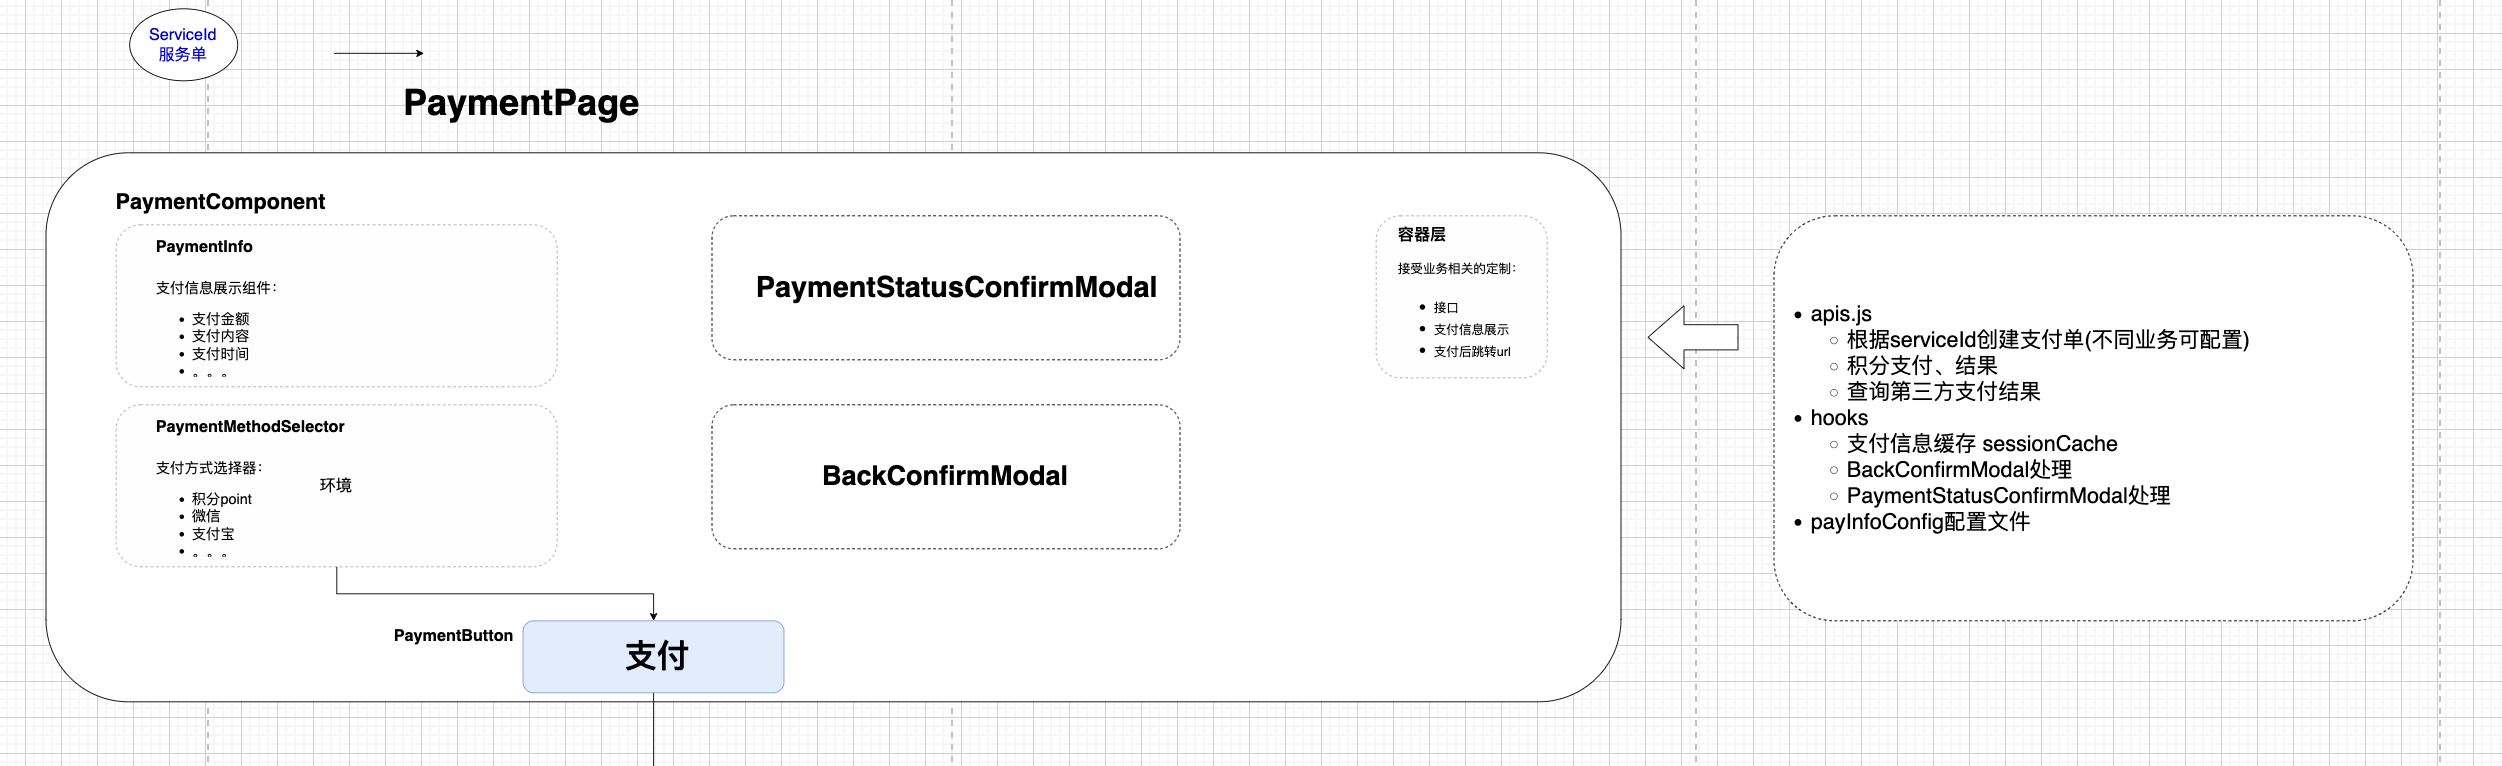 ServiceId
服务单
PaymentPage
PaymentComponent
PaymentInfo
支付信息展示组件：
支付金额
支付内容
支付时间
。。。
PaymentMethodSelector
支付方式选择器：
环境
积分point
微信
支付宝
。。。
PaymentButton
支付
PaymentStatusConfirmModal
BackConfirmModal
容器层
接受业务相关的定制：
接口
支付信息展示
支付后跳转url
apis.js
根据serviceId创建支付单(不同业务可配置)
积分支付、结果
查询第三方支付结果
hooks
支付信息缓存 sessionCache
BackConfirmModal处理
PaymentStatusConfirmModal处理
payInfoConfig配置文件